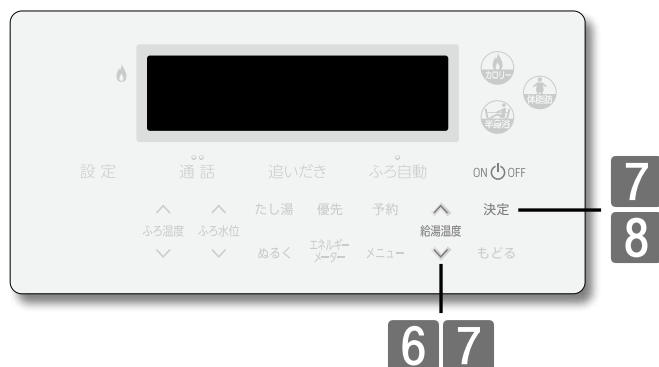 カロリー
体脂肪
半身浴
設定 通話 追いだき ふろ自動 ON OFF
7
たし湯 優先 予約 決定
8
ふろ温度 ふろ水位 給湯温度
ぬるく エネルギーメーター メニュー もどる
6 7